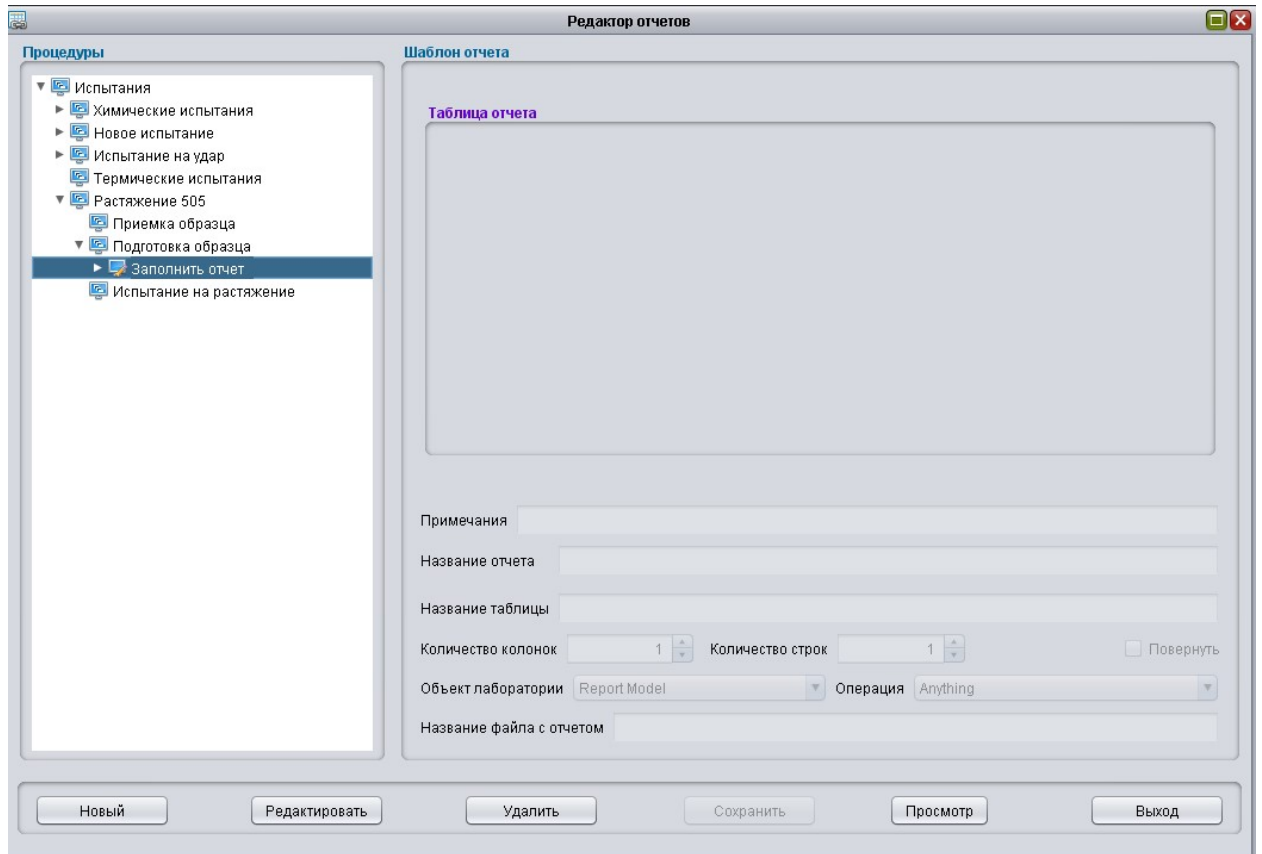 Редактор отчетов
Процедуры
Испытания
Химические испытания
Новое испытание
Испытание на удар
Термические испытания
Растяжение 505
Приемка образца
Подготовка образца
Заполнить отчет
Испытание на растяжение
Шаблон отчета
Таблица отчета
Примечания
Название отчета
Название таблицы
Количество колонок 1 Количество строк 1 Повернуть
Объект лаборатории Report Model Операция Anything
Название файла с отчетом
Новый Редактировать Удалить Сохранить Просмотр Выход